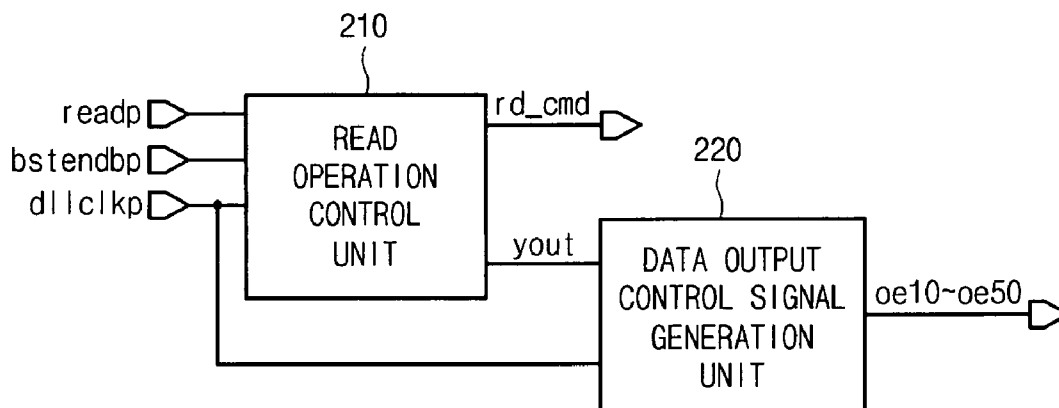 210
readp
rd_cmd
READ
OPERATION
CONTROL
UNIT
bstendbp
dllclkp
220
yout
DATA OUTPUT
CONTROL SIGNAL
GENERATION
UNIT
oe10~oe50